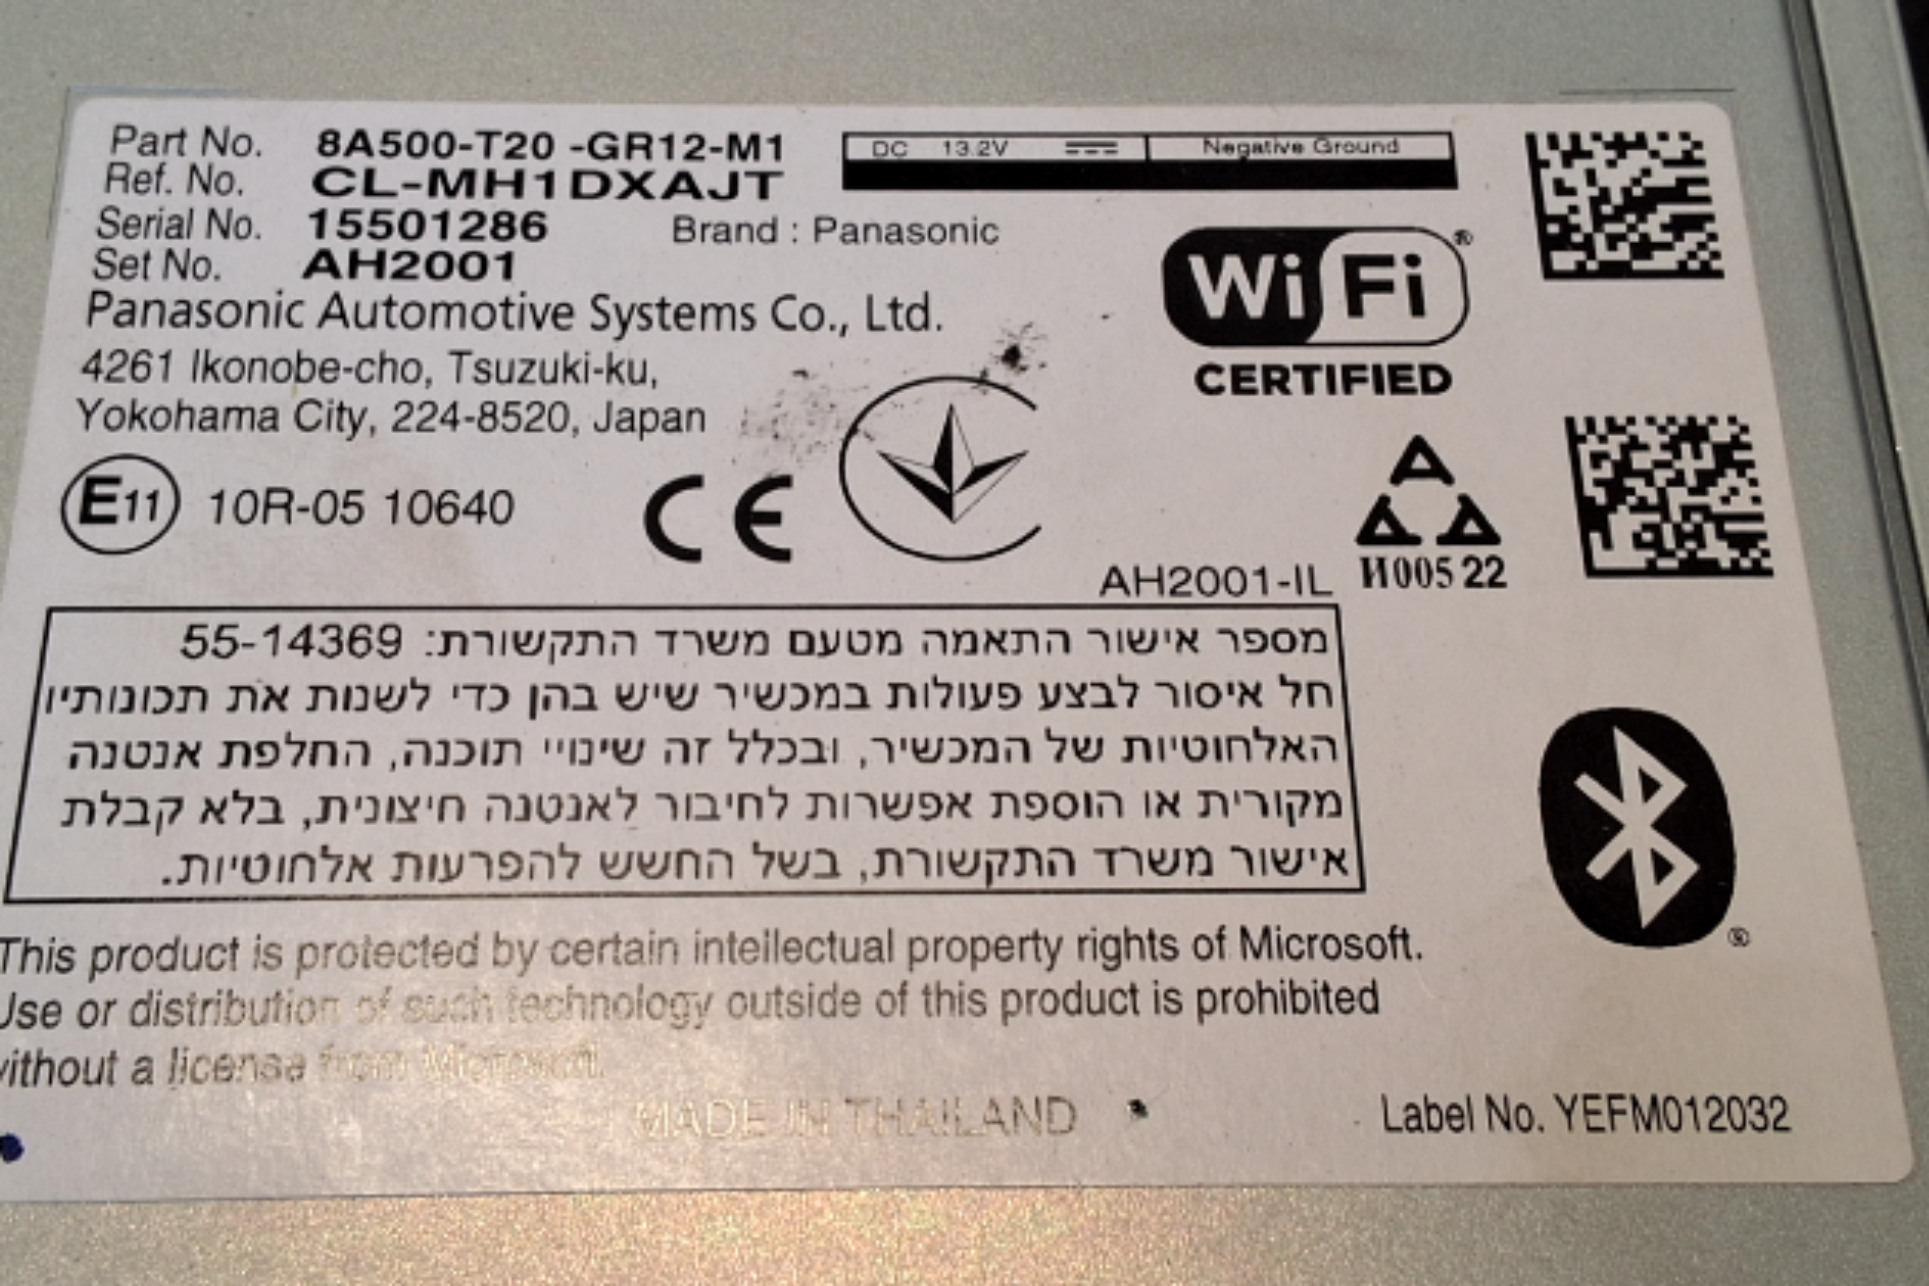 Part No. 8A500-T20 -GR12-M1
Ref. No. CL-MH1DXAJT
Serial No. 15501286
Brand : Panasonic
Set No. AH2001
DC 13.2V ⎓ Negative Ground
Panasonic Automotive Systems Co., Ltd.
4261 Ikonobe-cho, Tsuzuki-ku,
Yokohama City, 224-8520, Japan
WiFi®
CERTIFIED
E11 10R-05 10640
CE
H005 22
AH2001-IL
מספר אישור התאמה מטעם משרד התקשורת: 55-14369
חל איסור לבצע פעולות במכשיר שיש בהן כדי לשנות את תכונותיו
האלחוטיות של המכשיר, ובכלל זה שינויי תוכנה, החלפת אנטנה
מקורית או הוספת אפשרות לחיבור לאנטנה חיצונית, בלא קבלת
אישור משרד התקשורת, בשל החשש להפרעות אלחוטיות.
This product is protected by certain intellectual property rights of Microsoft.
Use or distribution of such technology outside of this product is prohibited
without a license from Microsoft.
MADE IN THAILAND
Label No. YEFM012032